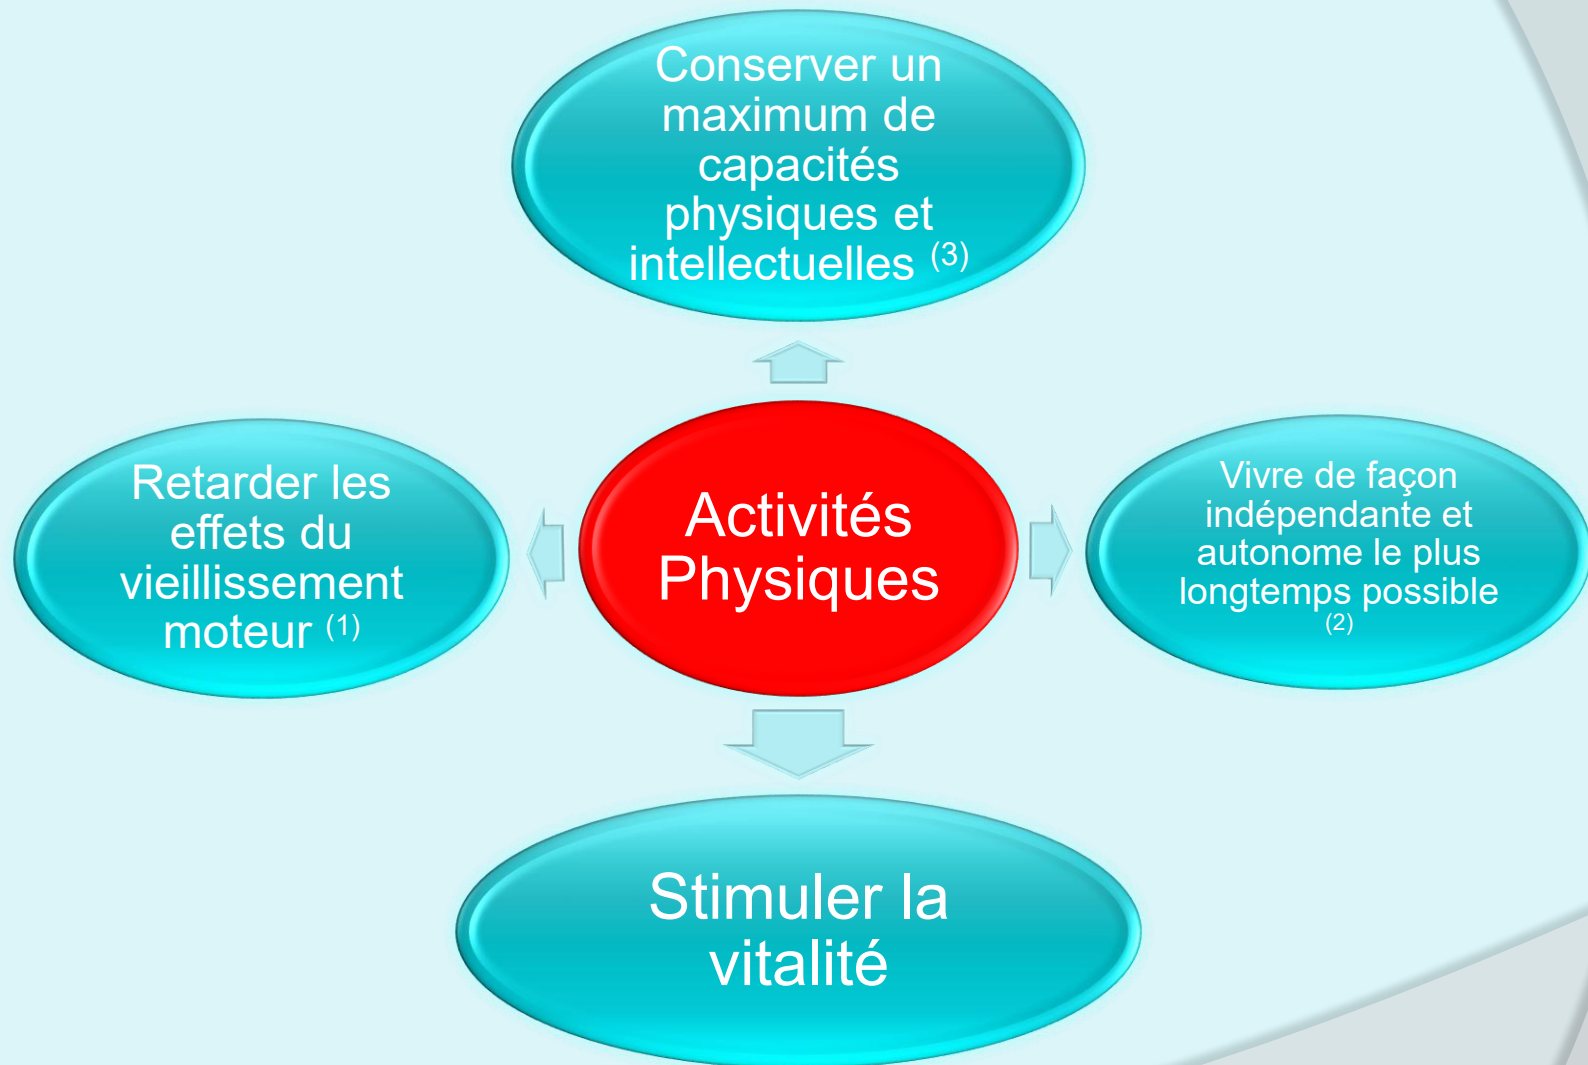 Conserver un
maximum de
capacités
physiques et
intellectuelles (3)
Retarder les
effets du
vieillissement
moteur (1)
Activités
Physiques
Vivre de façon
indépendante et
autonome le plus
longtemps possible
(2)
Stimuler la
vitalité